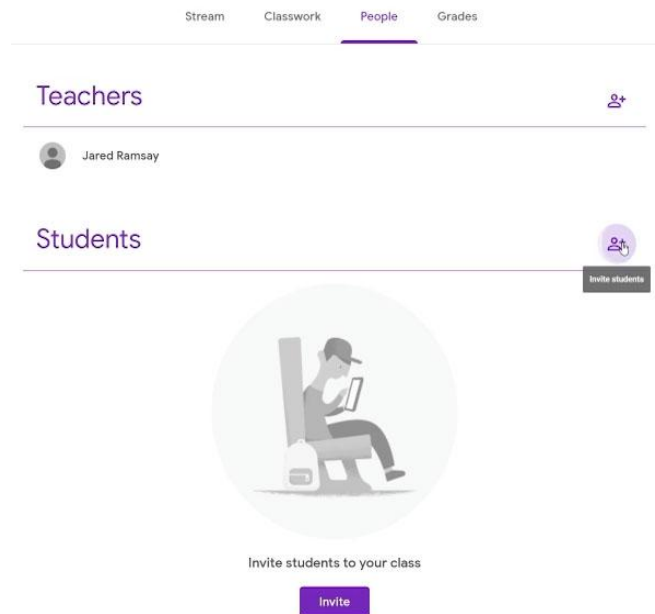 Stream Classwork People Grades
Teachers
Jared Ramsay
Students
Invite students
Invite students to your class
Invite